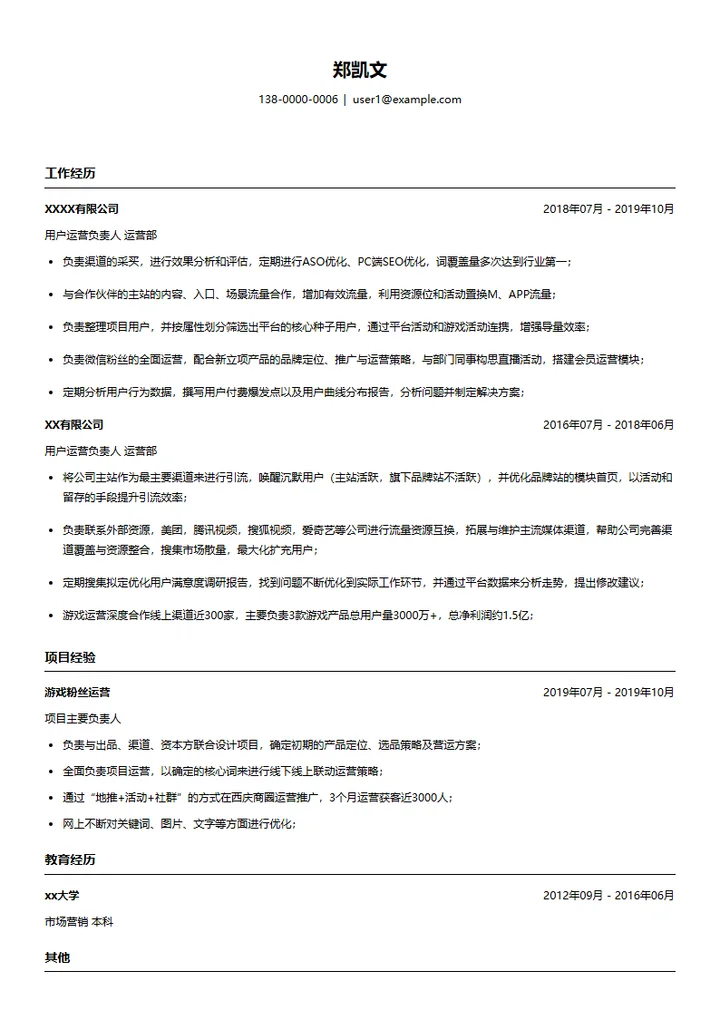 郑凯文
138-0000-0006 | user1@example.com
工作经历
XXXX有限公司 2018年07月 - 2019年10月
用户运营负责人 运营部
• 负责渠道的采买，进行效果分析和评估，定期进行ASO优化、PC端SEO优化，词覆盖量多次达到行业第一；
• 与合作伙伴的主站的内容、入口、场景流量合作，增加有效流量，利用资源位和活动置换M、APP流量；
• 负责整理项目用户，并按属性划分筛选出平台的核心种子用户，通过平台活动和游戏活动连携，增强导量效率；
• 负责微信粉丝的全面运营，配合新立项产品的品牌定位、推广与运营策略，与部门同事构思直播活动，搭建会员运营模块；
• 定期分析用户行为数据，撰写用户付费爆发点以及用户曲线分布报告，分析问题并制定解决方案；
XX有限公司 2016年07月 - 2018年06月
用户运营负责人 运营部
• 将公司主站作为最主要渠道来进行引流，唤醒沉默用户（主站活跃，旗下品牌站不活跃），并优化品牌站的模块首页，以活动和
留存的手段提升引流效率；
• 负责联系外部资源，美团，腾讯视频，搜狐视频，爱奇艺等公司进行流量资源互换，拓展与维护主流媒体渠道，帮助公司完善渠
道覆盖与资源整合，搜集市场散量，最大化扩充用户；
• 定期搜集拟定优化用户满意度调研报告，找到问题不断优化到实际工作环节，并通过平台数据来分析走势，提出修改建议；
• 游戏运营深度合作线上渠道近300家，主要负责3款游戏产品总用户量3000万+，总净利润约1.5亿；
项目经验
游戏粉丝运营 2019年07月 - 2019年10月
项目主要负责人
• 负责与出品、渠道、资本方联合设计项目，确定初期的产品定位、选品策略及营运方案；
• 全面负责项目运营，以确定的核心词来进行线下线上联动运营策略；
• 通过“地推+活动+社群”的方式在西庆商圈运营推广，3个月运营获客近3000人；
• 网上不断对关键词、图片、文字等方面进行优化；
教育经历
xx大学 2012年09月 - 2016年06月
市场营销 本科
其他